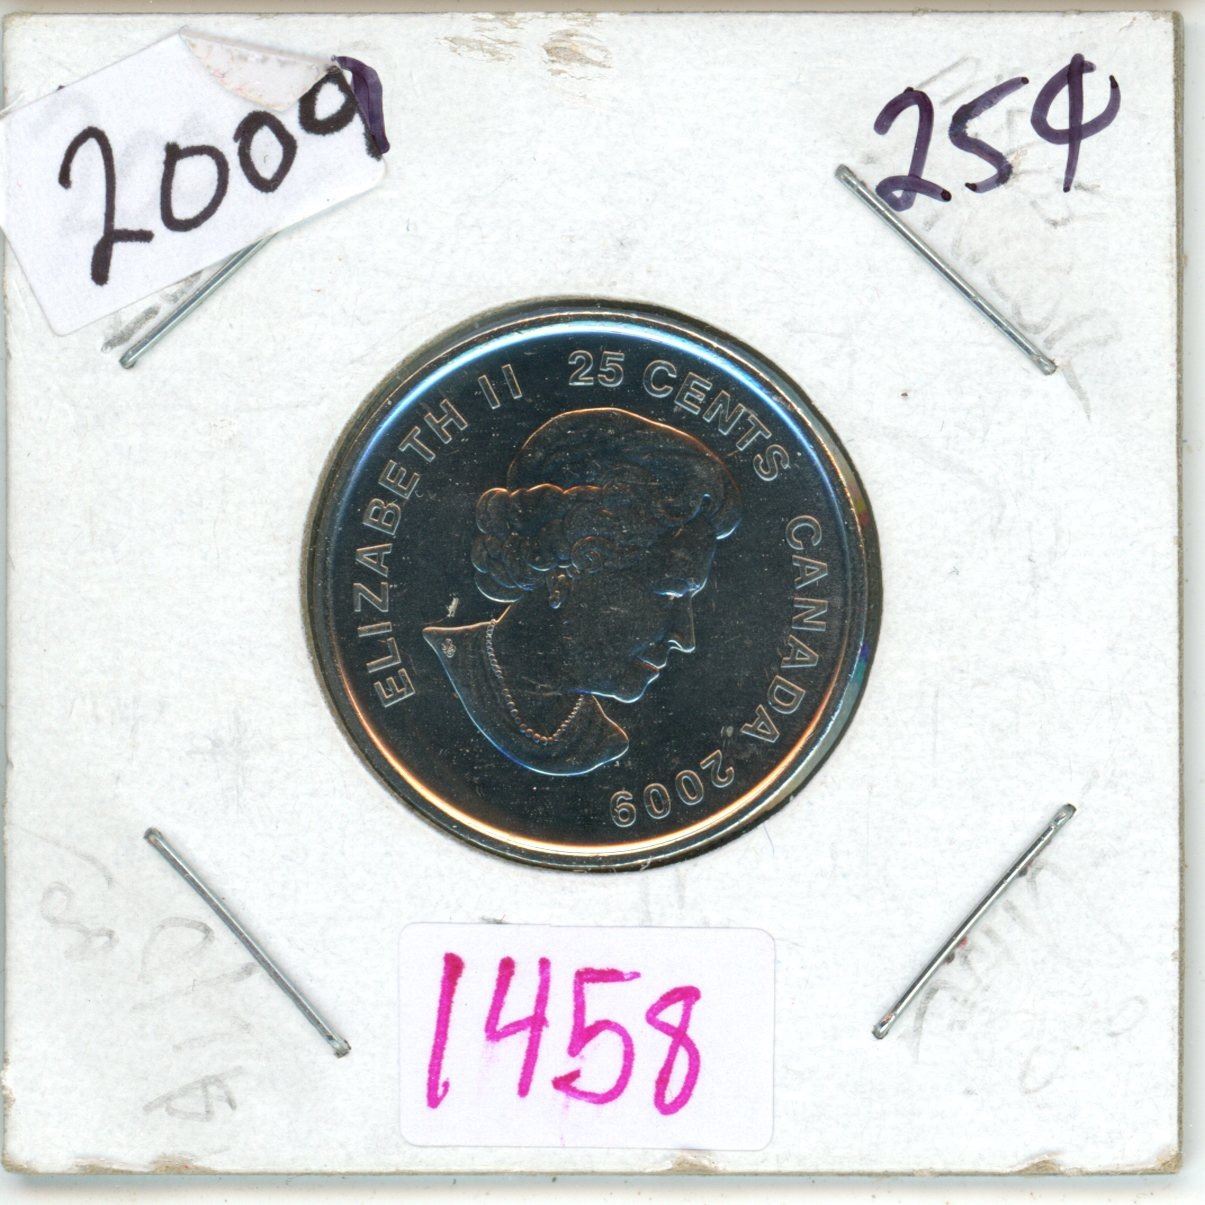 2009
25¢
ELIZABETH II 25 CENTS CANADA 2009
1458